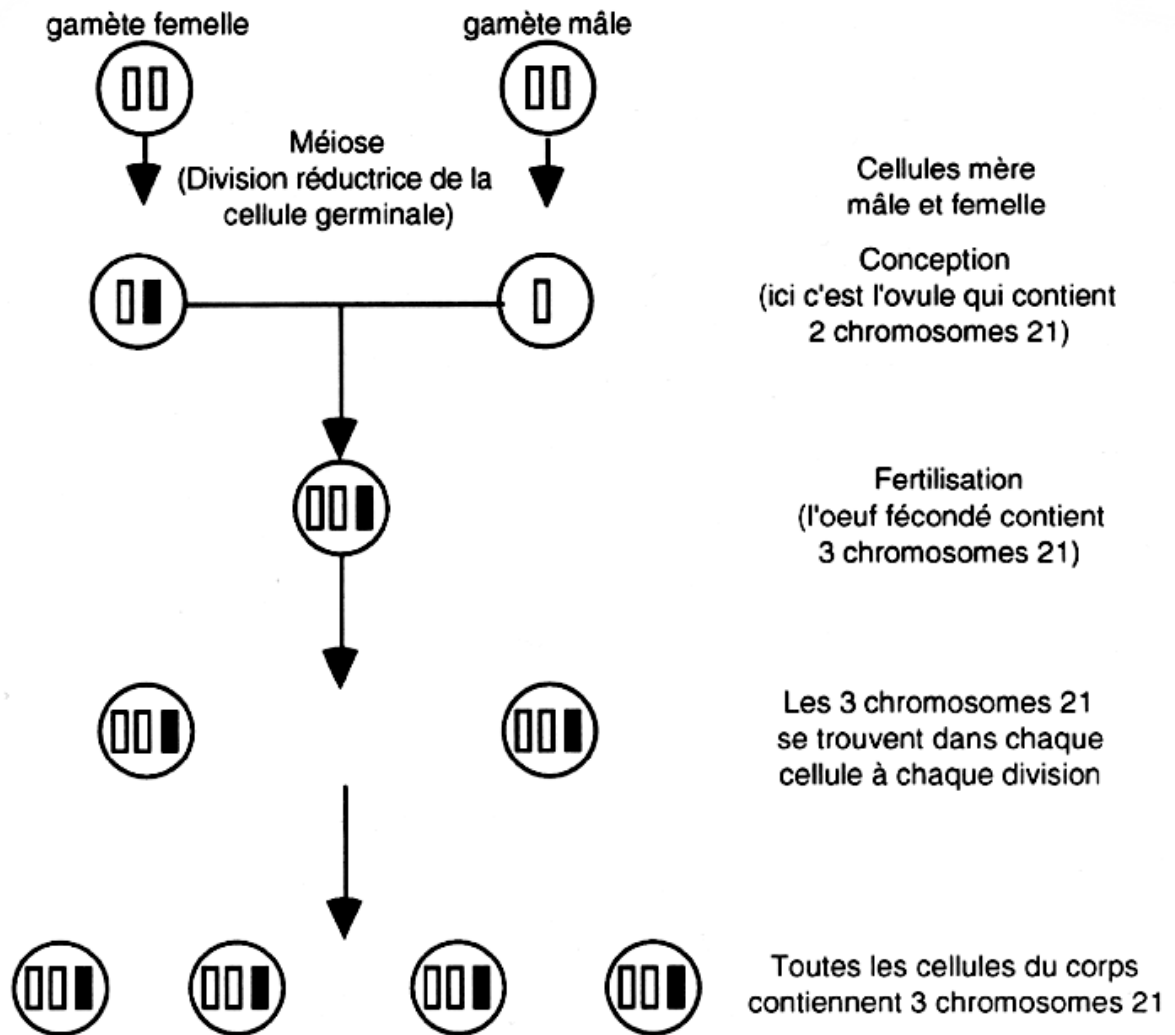 gamète femelle
gamète mâle
Méiose
(Division réductrice de la
cellule germinale)
Cellules mère
mâle et femelle
Conception
(ici c'est l'ovule qui contient
2 chromosomes 21)
Fertilisation
(l'oeuf fécondé contient
3 chromosomes 21)
Les 3 chromosomes 21
se trouvent dans chaque
cellule à chaque division
Toutes les cellules du corps
contiennent 3 chromosomes 21